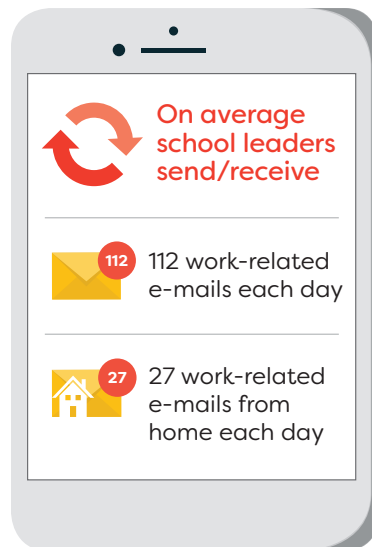 On average
school leaders
send/receive
112
112 work-related
e-mails each day
27
27 work-related
e-mails from
home each day